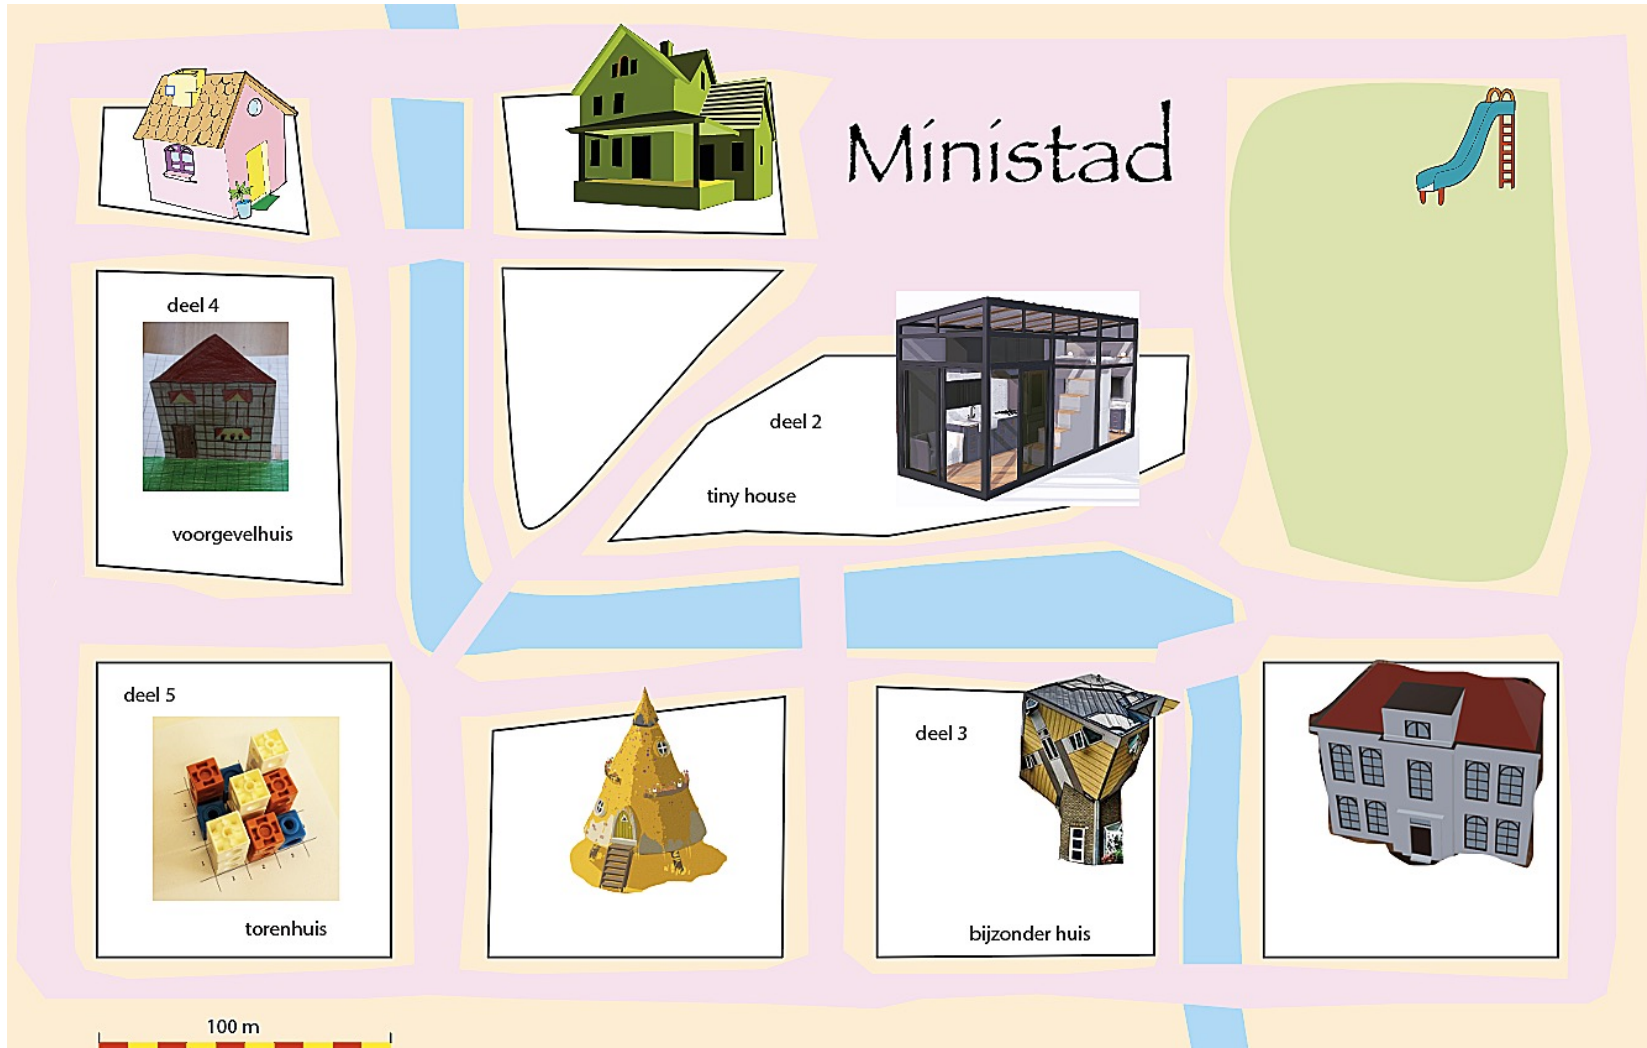 Ministad
deel 4
voorgevelhuis
deel 2
tiny house
deel 5
torenhuis
deel 3
bijzonder huis
100 m